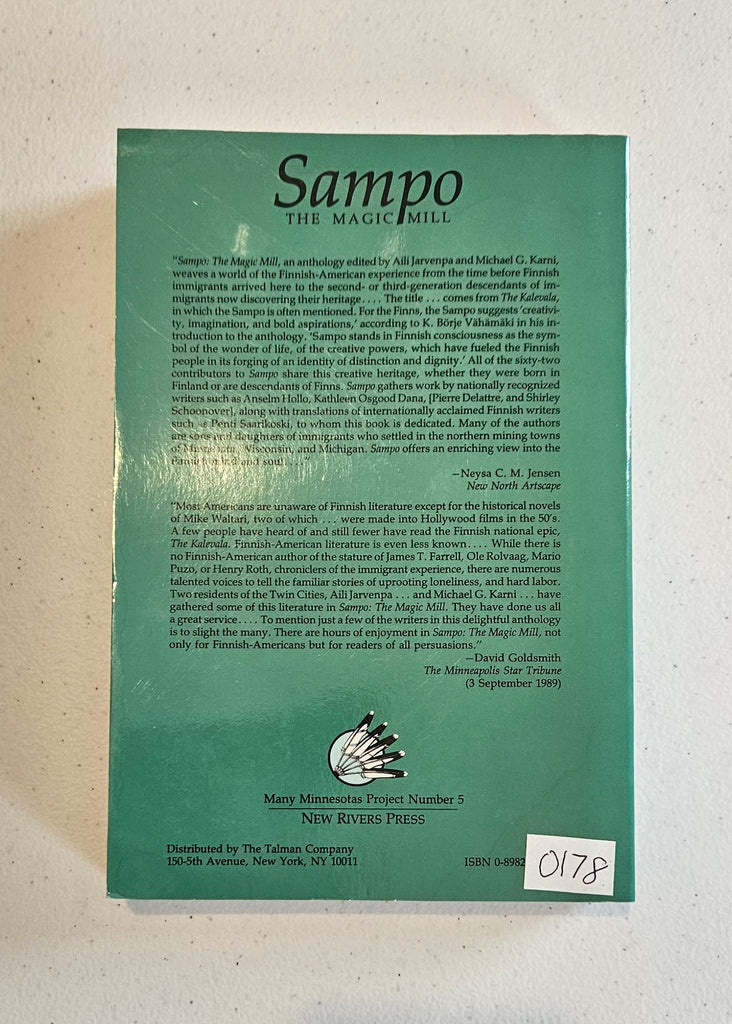 Sampo
THE MAGIC MILL
"Sampo: The Magic Mill, an anthology edited by Aili Jarvenpa and Michael G. Karni,
weaves a world of the Finnish-American experience from the time before Finnish
immigrants arrived here to the second- or third-generation descendants of im-
migrants now discovering their heritage.... The title ... comes from The Kalevala,
in which the Sampo is often mentioned. For the Finns, the Sampo suggests 'creativi-
ty, imagination, and bold aspirations,' according to K. Börje Vähämäki in his in-
troduction to the anthology. 'Sampo stands in Finnish consciousness as the sym-
bol of the wonder of life, of the creative powers, which have fueled the Finnish
people in its forging of an identity of distinction and dignity.' All of the sixty-two
contributors to Sampo share this creative heritage, whether they were born in
Finland or are descendants of Finns. Sampo gathers work by nationally recognized
writers such as Anselm Hollo, Kathleen Osgood Dana, [Pierre Delattre, and Shirley
Schoonover], along with translations of internationally acclaimed Finnish writers
such as Penti Saarikoski, to whom this book is dedicated. Many of the authors
are sons and daughters of immigrants who settled in the northern mining towns
of Minnesota, Wisconsin, and Michigan. Sampo offers an enriching view into the
and soul...."
—Neysa C. M. Jensen
New North Artscape
"Most Americans are unaware of Finnish literature except for the historical novels
of Mike Waltari, two of which ... were made into Hollywood films in the 50's.
A few people have heard of and still fewer have read the Finnish national epic,
The Kalevala. Finnish-American literature is even less known.... While there is
no Finnish-American author of the stature of James T. Farrell, Ole Rolvaag, Mario
Puzo, or Henry Roth, chroniclers of the immigrant experience, there are numerous
talented voices to tell the familiar stories of uprooting loneliness, and hard labor.
Two residents of the Twin Cities, Aili Jarvenpa ... and Michael G. Karni ... have
gathered some of this literature in Sampo: The Magic Mill. They have done us all
a great service.... To mention just a few of the writers in this delightful anthology
is to slight the many. There are hours of enjoyment in Sampo: The Magic Mill, not
only for Finnish-Americans but for readers of all persuasions."
—David Goldsmith
The Minneapolis Star Tribune
(3 September 1989)
Many Minnesotas Project Number 5
NEW RIVERS PRESS
Distributed by The Talman Company
150-5th Avenue, New York, NY 10011
ISBN 0-8982
0178